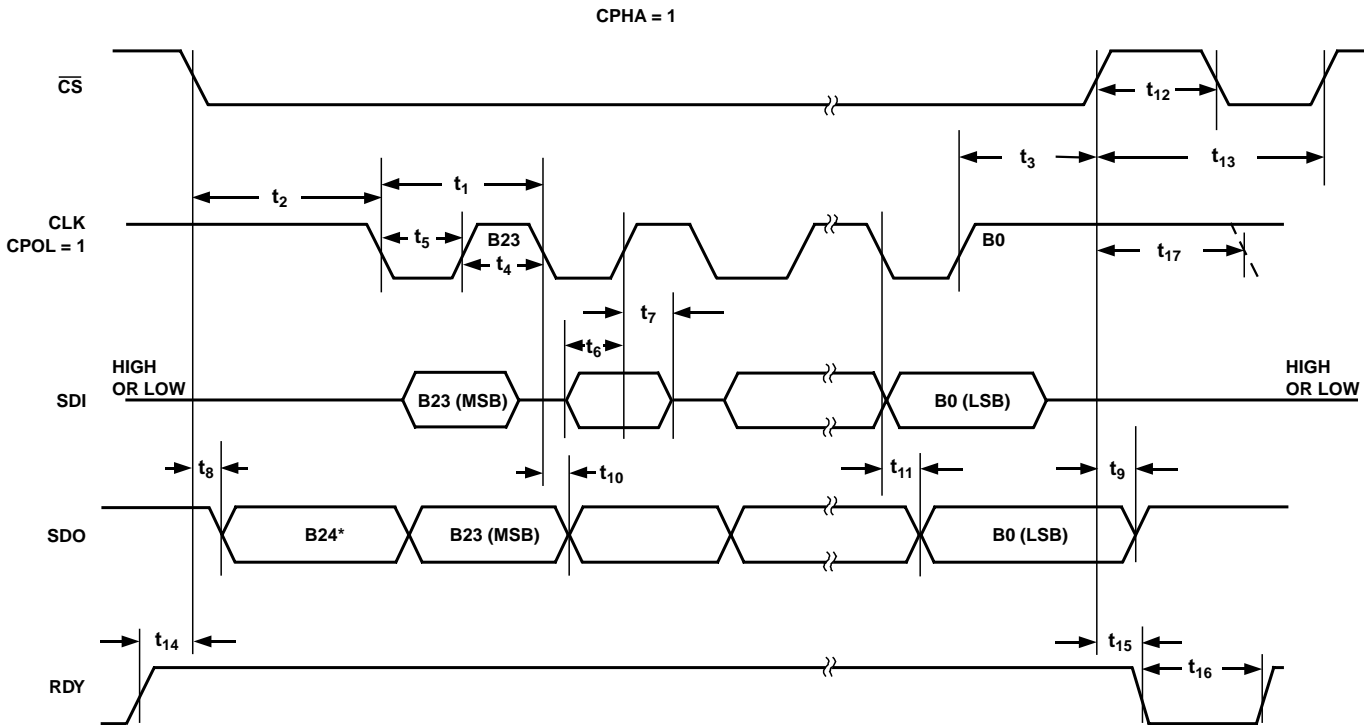 CPHA = 1
CS
t12
t3
t13
t2
t1
CLK
CPOL = 1
t5
B23
t4
B0
t17
t7
t6
HIGH
OR LOW
SDI
B23 (MSB)
B0 (LSB)
HIGH
OR LOW
t8
t10
t11
t9
SDO
B24*
B23 (MSB)
B0 (LSB)
t14
t15
t16
RDY